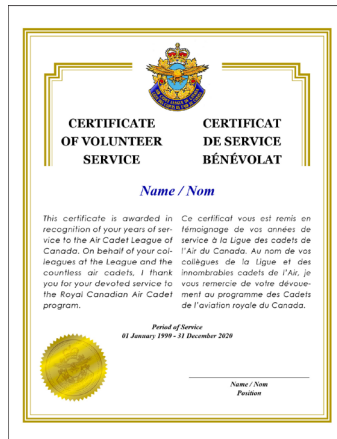 CERTIFICATE
OF VOLUNTEER
SERVICE
CERTIFICAT
DE SERVICE
BÉNÉVOLAT
Name / Nom
This certificate is awarded in
recognition of your years of ser-
vice to the Air Cadet League of
Canada. On behalf of your col-
leagues at the League and the
countless air cadets, I thank
you for your devoted service to
the Royal Canadian Air Cadet
program.
Ce certificat vous est remis en
témoignage de vos années de
service à la Ligue des cadets de
l'Air du Canada. Au nom de vos
collègues de la Ligue et des
innombrables cadets de l'Air, je
vous remercie de votre dévoue-
ment au programme des Cadets
de l'aviation royale du Canada.
Period of Service
01 January 1990 - 31 December 2020
Name / Nom
Position